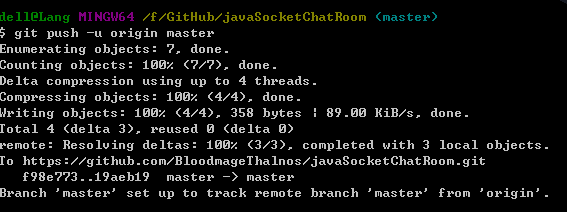 dell@Lang MINGW64 /f/GitHub/javaSocketChatRoom (master)
$ git push -u origin master
Enumerating objects: 7, done.
Counting objects: 100% (7/7), done.
Delta compression using up to 4 threads.
Compressing objects: 100% (4/4), done.
Writing objects: 100% (4/4), 358 bytes ¦ 89.00 KiB/s, done.
Total 4 (delta 3), reused 0 (delta 0)
remote: Resolving deltas: 100% (3/3), completed with 3 local objects.
To https://github.com/BloodmageThalnos/javaSocketChatRoom.git
   f98e773..19aeb19  master -> master
Branch 'master' set up to track remote branch 'master' from 'origin'.